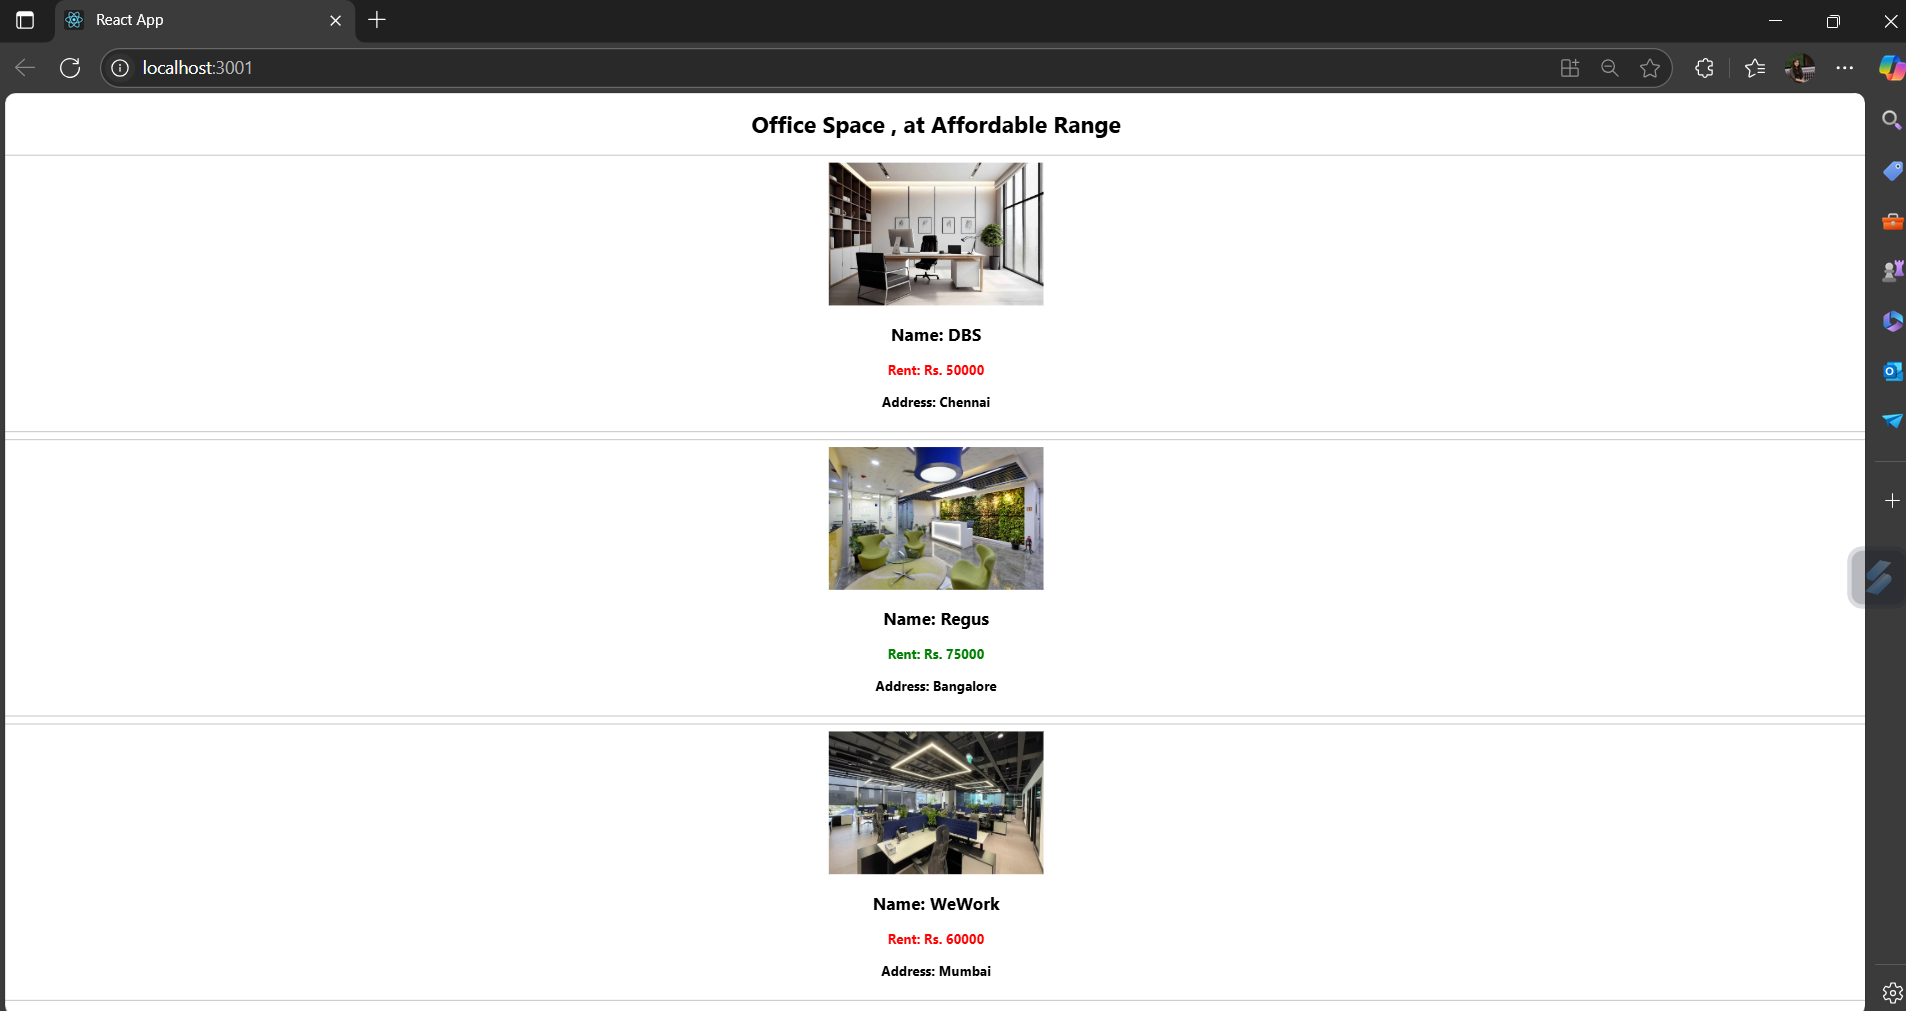 React App
localhost:3001
Office Space , at Affordable Range
Name: DBS
Rent: Rs. 50000
Address: Chennai
Name: Regus
Rent: Rs. 75000
Address: Bangalore
Name: WeWork
Rent: Rs. 60000
Address: Mumbai